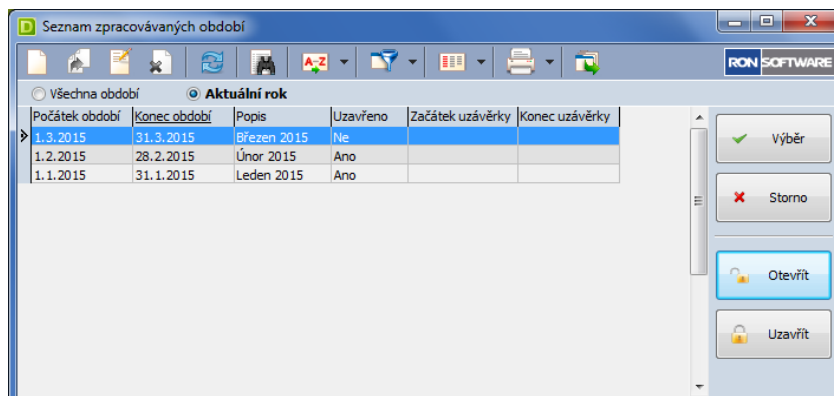 Seznam zpracovávaných období
A-Z
RON SOFTWARE
Všechna období Aktuální rok
Počátek období Konec období Popis Uzavřeno Začátek uzávěrky Konec uzávěrky
1.3.2015 31.3.2015 Březen 2015 Ne
1.2.2015 28.2.2015 Únor 2015 Ano
1.1.2015 31.1.2015 Leden 2015 Ano
Výběr
Storno
Otevřít
Uzavřít